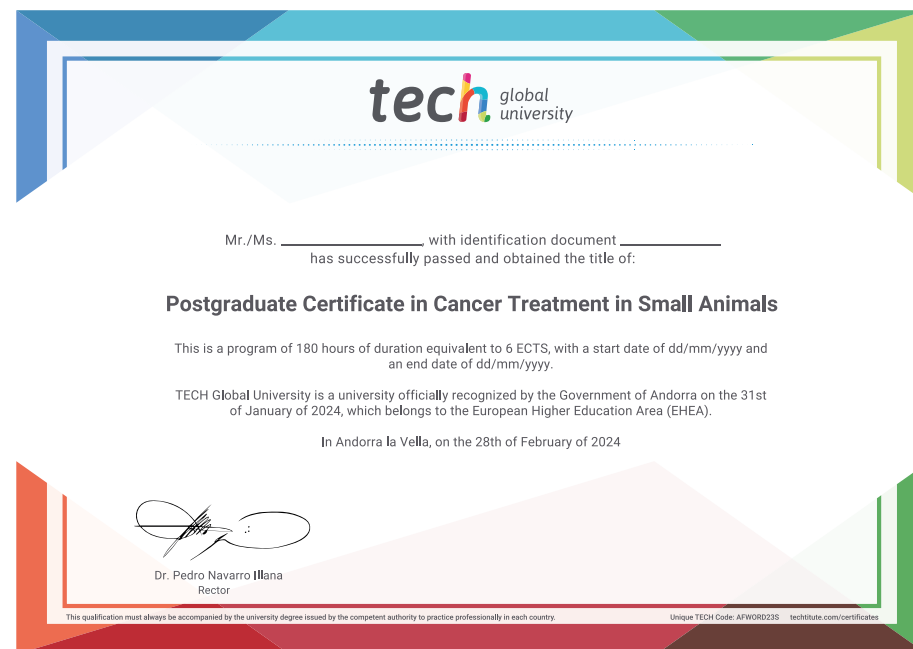 tech global university
Mr./Ms. ____________, with identification document ____________
has successfully passed and obtained the title of:
Postgraduate Certificate in Cancer Treatment in Small Animals
This is a program of 180 hours of duration equivalent to 6 ECTS, with a start date of dd/mm/yyyy and
an end date of dd/mm/yyyy.
TECH Global University is a university officially recognized by the Government of Andorra on the 31st
of January of 2024, which belongs to the European Higher Education Area (EHEA).
In Andorra la Vella, on the 28th of February of 2024
Dr. Pedro Navarro Illana
Rector
This qualification must always be accompanied by the university degree issued by the competent authority to practice professionally in each country.
Unique TECH Code: AFWORD23S techtitute.com/certificates